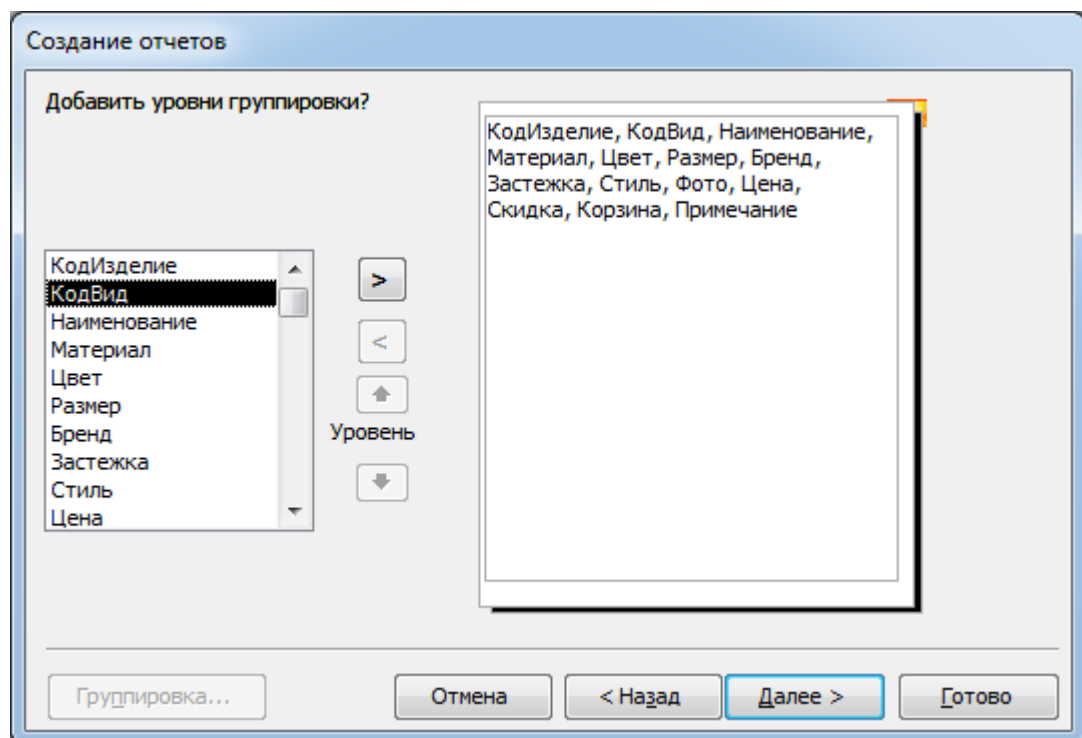 Создание отчетов
Добавить уровни группировки?
КодИзделие, КодВид, Наименование,
Материал, Цвет, Размер, Бренд,
Застежка, Стиль, Фото, Цена,
Скидка, Корзина, Примечание
КодИзделие
КодВид
Наименование
Материал
Цвет
Размер
Бренд
Застежка
Стиль
Цена
>
<
Уровень
Группировка...
Отмена
< Назад
Далее >
Готово